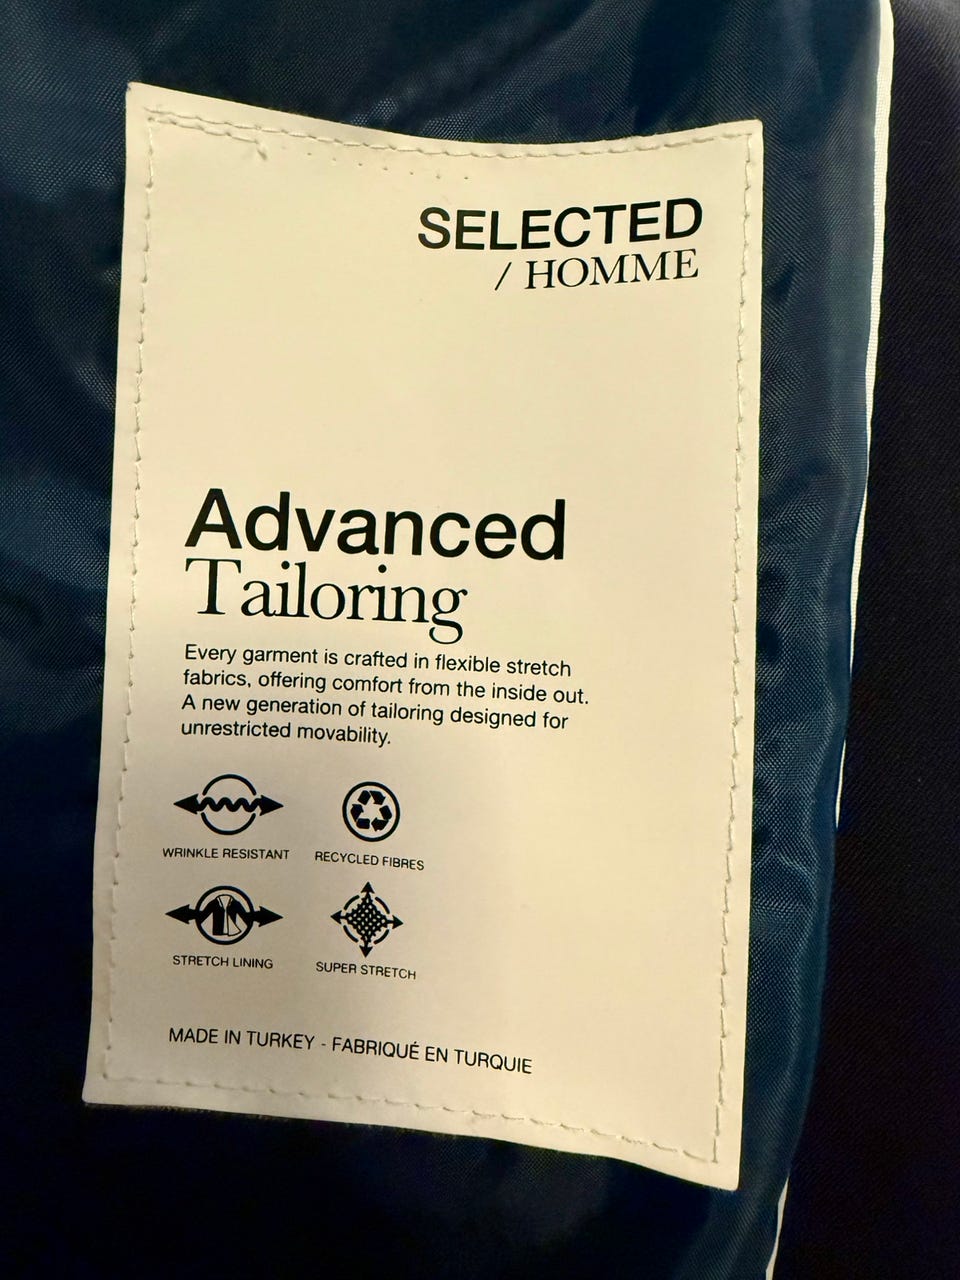 SELECTED
/ HOMME
Advanced
Tailoring
Every garment is crafted in flexible stretch
fabrics, offering comfort from the inside out.
A new generation of tailoring designed for
unrestricted movability.
WRINKLE RESISTANT
RECYCLED FIBRES
STRETCH LINING
SUPER STRETCH
MADE IN TURKEY - FABRIQUÉ EN TURQUIE